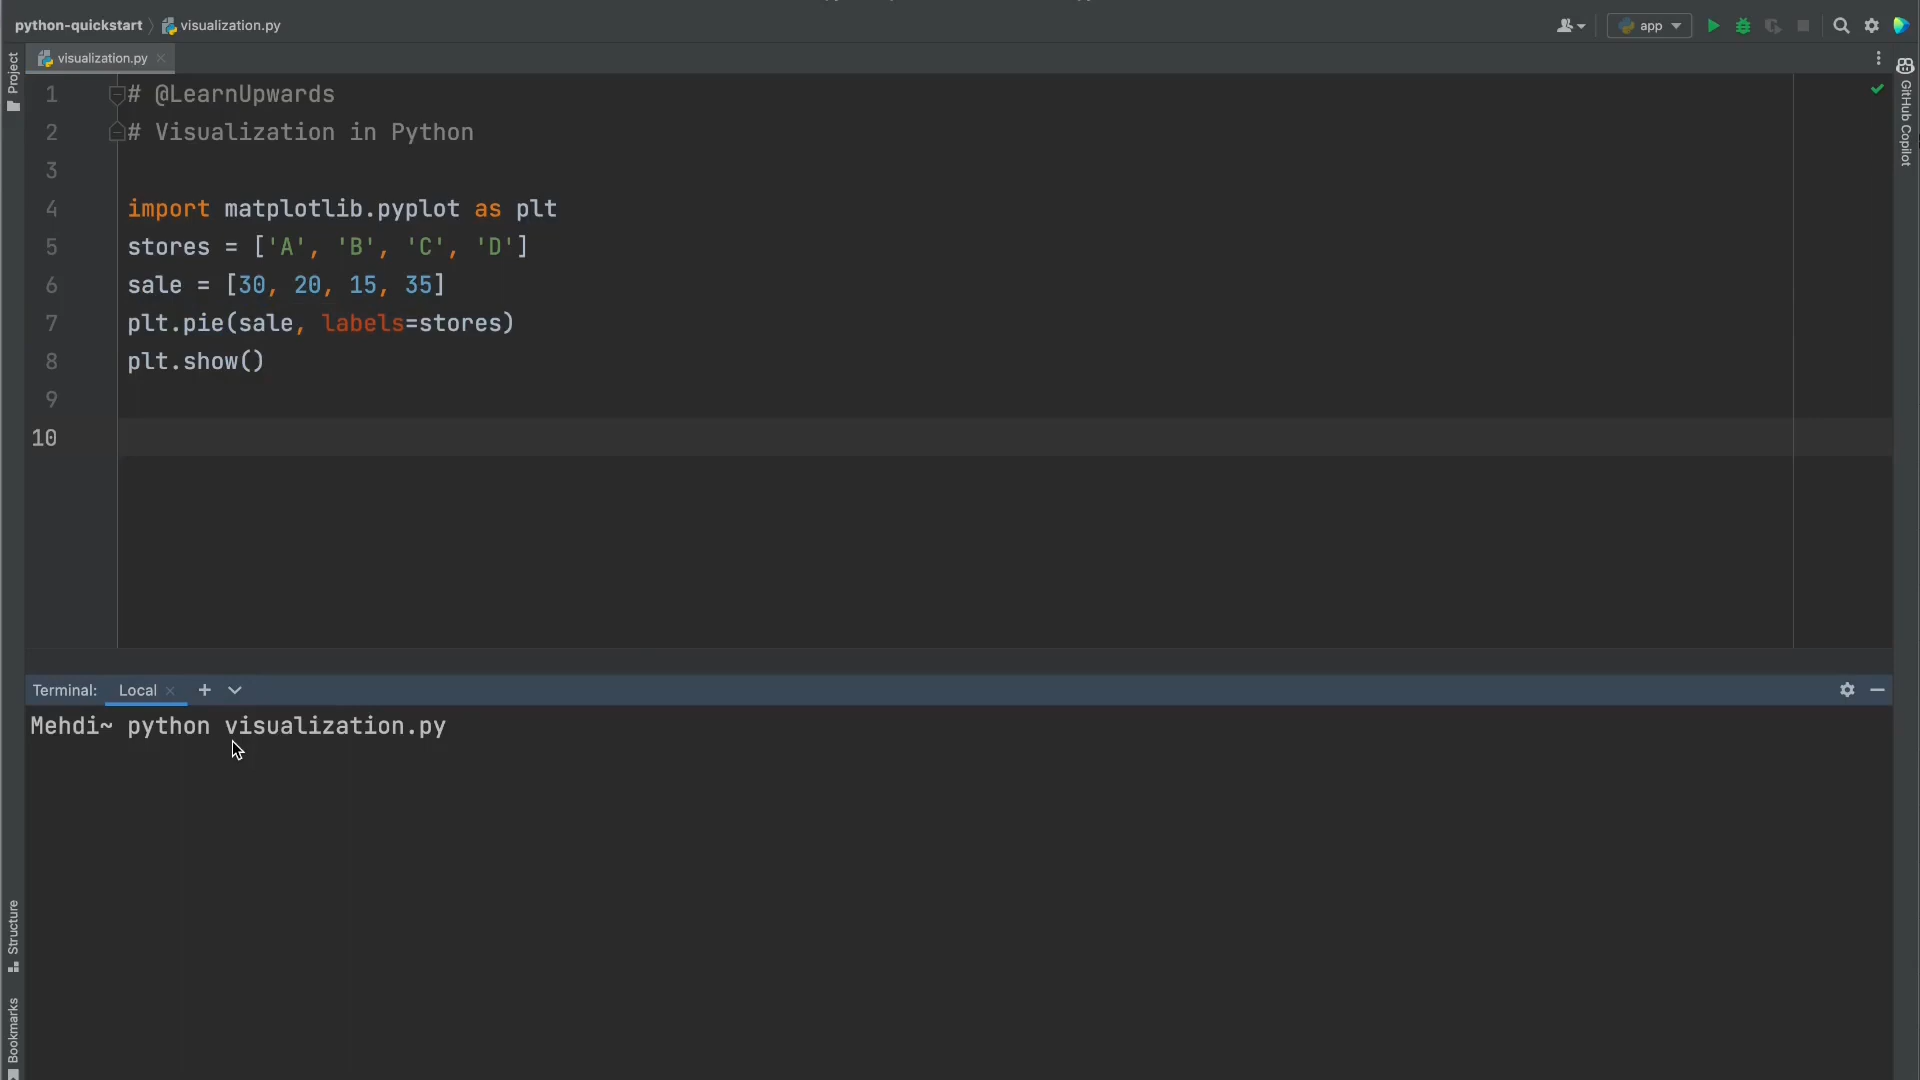 python-quickstart visualization.py app
visualization.py
Project
GitHub Copilot
1 # @LearnUpwards
2 # Visualization in Python
3
4 import matplotlib.pyplot as plt
5 stores = ['A', 'B', 'C', 'D']
6 sale = [30, 20, 15, 35]
7 plt.pie(sale, labels=stores)
8 plt.show()
9
10
Terminal: Local
Mehdi~ python visualization.py
Structure
Bookmarks